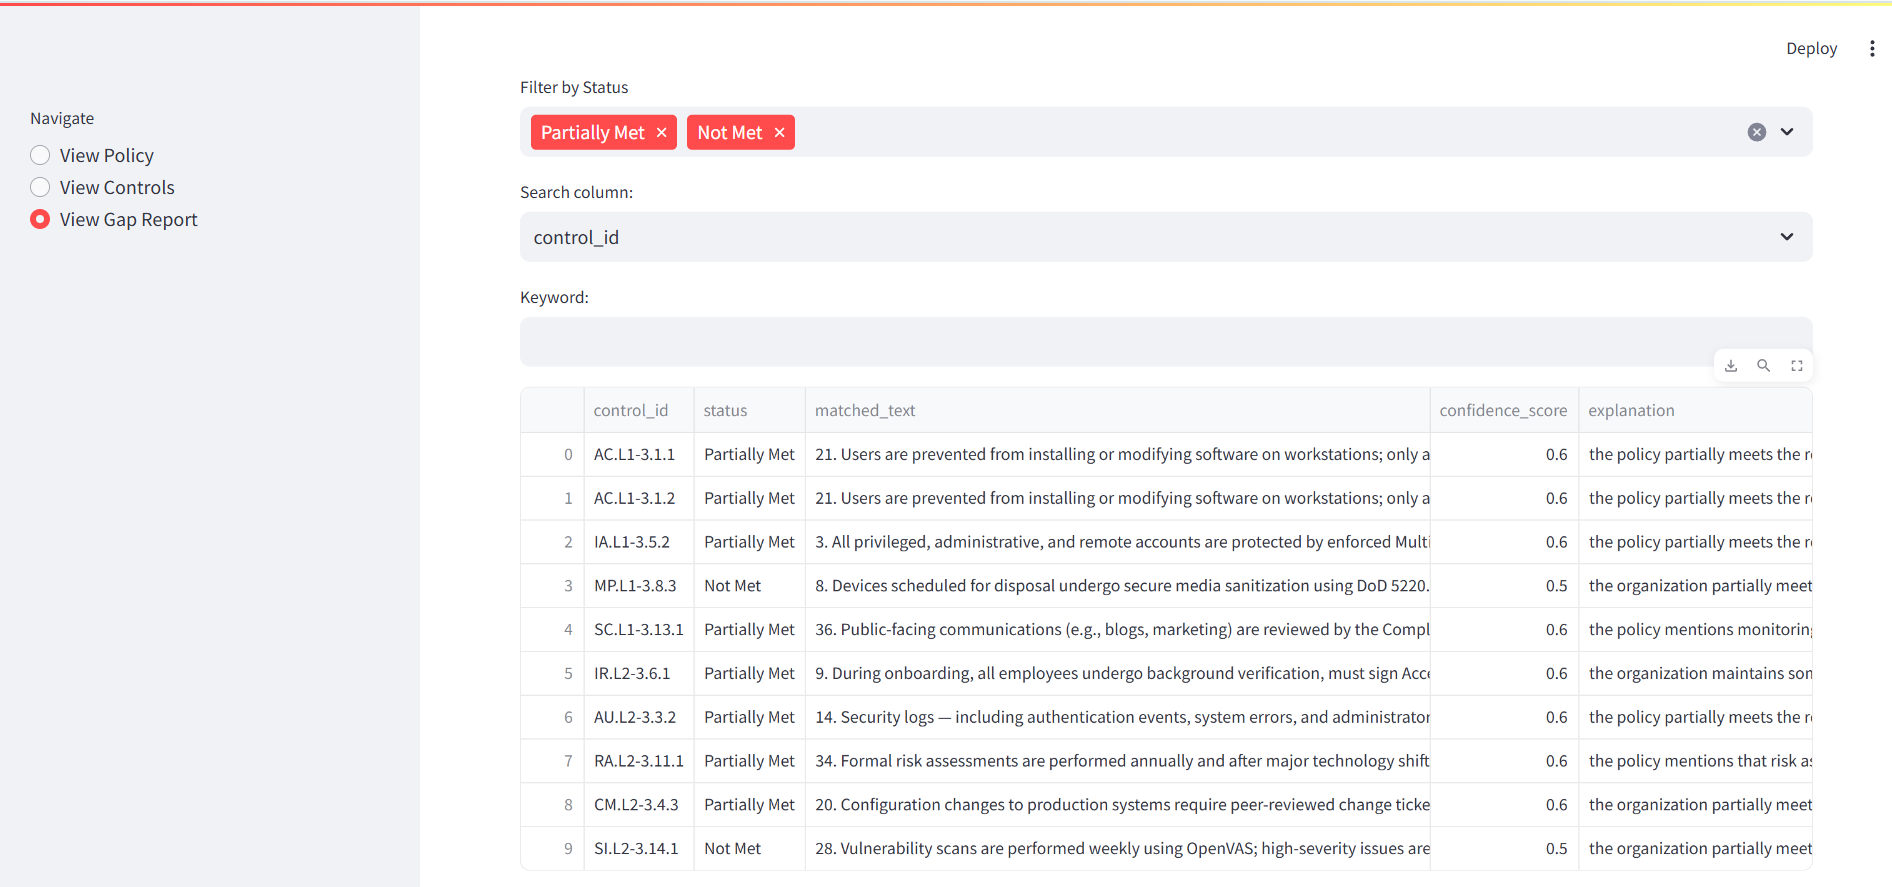 Deploy
Navigate
View Policy
View Controls
View Gap Report
Filter by Status
Partially Met × Not Met ×
Search column:
control_id
Keyword:
control_id status matched_text confidence_score explanation
0 AC.L1-3.1.1 Partially Met 21. Users are prevented from installing or modifying software on workstations; only a 0.6 the policy partially meets the r
1 AC.L1-3.1.2 Partially Met 21. Users are prevented from installing or modifying software on workstations; only a 0.6 the policy partially meets the r
2 IA.L1-3.5.2 Partially Met 3. All privileged, administrative, and remote accounts are protected by enforced Multi 0.6 the policy partially meets the r
3 MP.L1-3.8.3 Not Met 8. Devices scheduled for disposal undergo secure media sanitization using DoD 5220. 0.5 the organization partially meet
4 SC.L1-3.13.1 Partially Met 36. Public-facing communications (e.g., blogs, marketing) are reviewed by the Compl 0.6 the policy mentions monitoring
5 IR.L2-3.6.1 Partially Met 9. During onboarding, all employees undergo background verification, must sign Acce 0.6 the organization maintains som
6 AU.L2-3.3.2 Partially Met 14. Security logs — including authentication events, system errors, and administrator 0.6 the policy partially meets the r
7 RA.L2-3.11.1 Partially Met 34. Formal risk assessments are performed annually and after major technology shift 0.6 the policy mentions that risk as
8 CM.L2-3.4.3 Partially Met 20. Configuration changes to production systems require peer-reviewed change ticke 0.6 the organization partially meet
9 SI.L2-3.14.1 Not Met 28. Vulnerability scans are performed weekly using OpenVAS; high-severity issues are 0.5 the organization partially meet